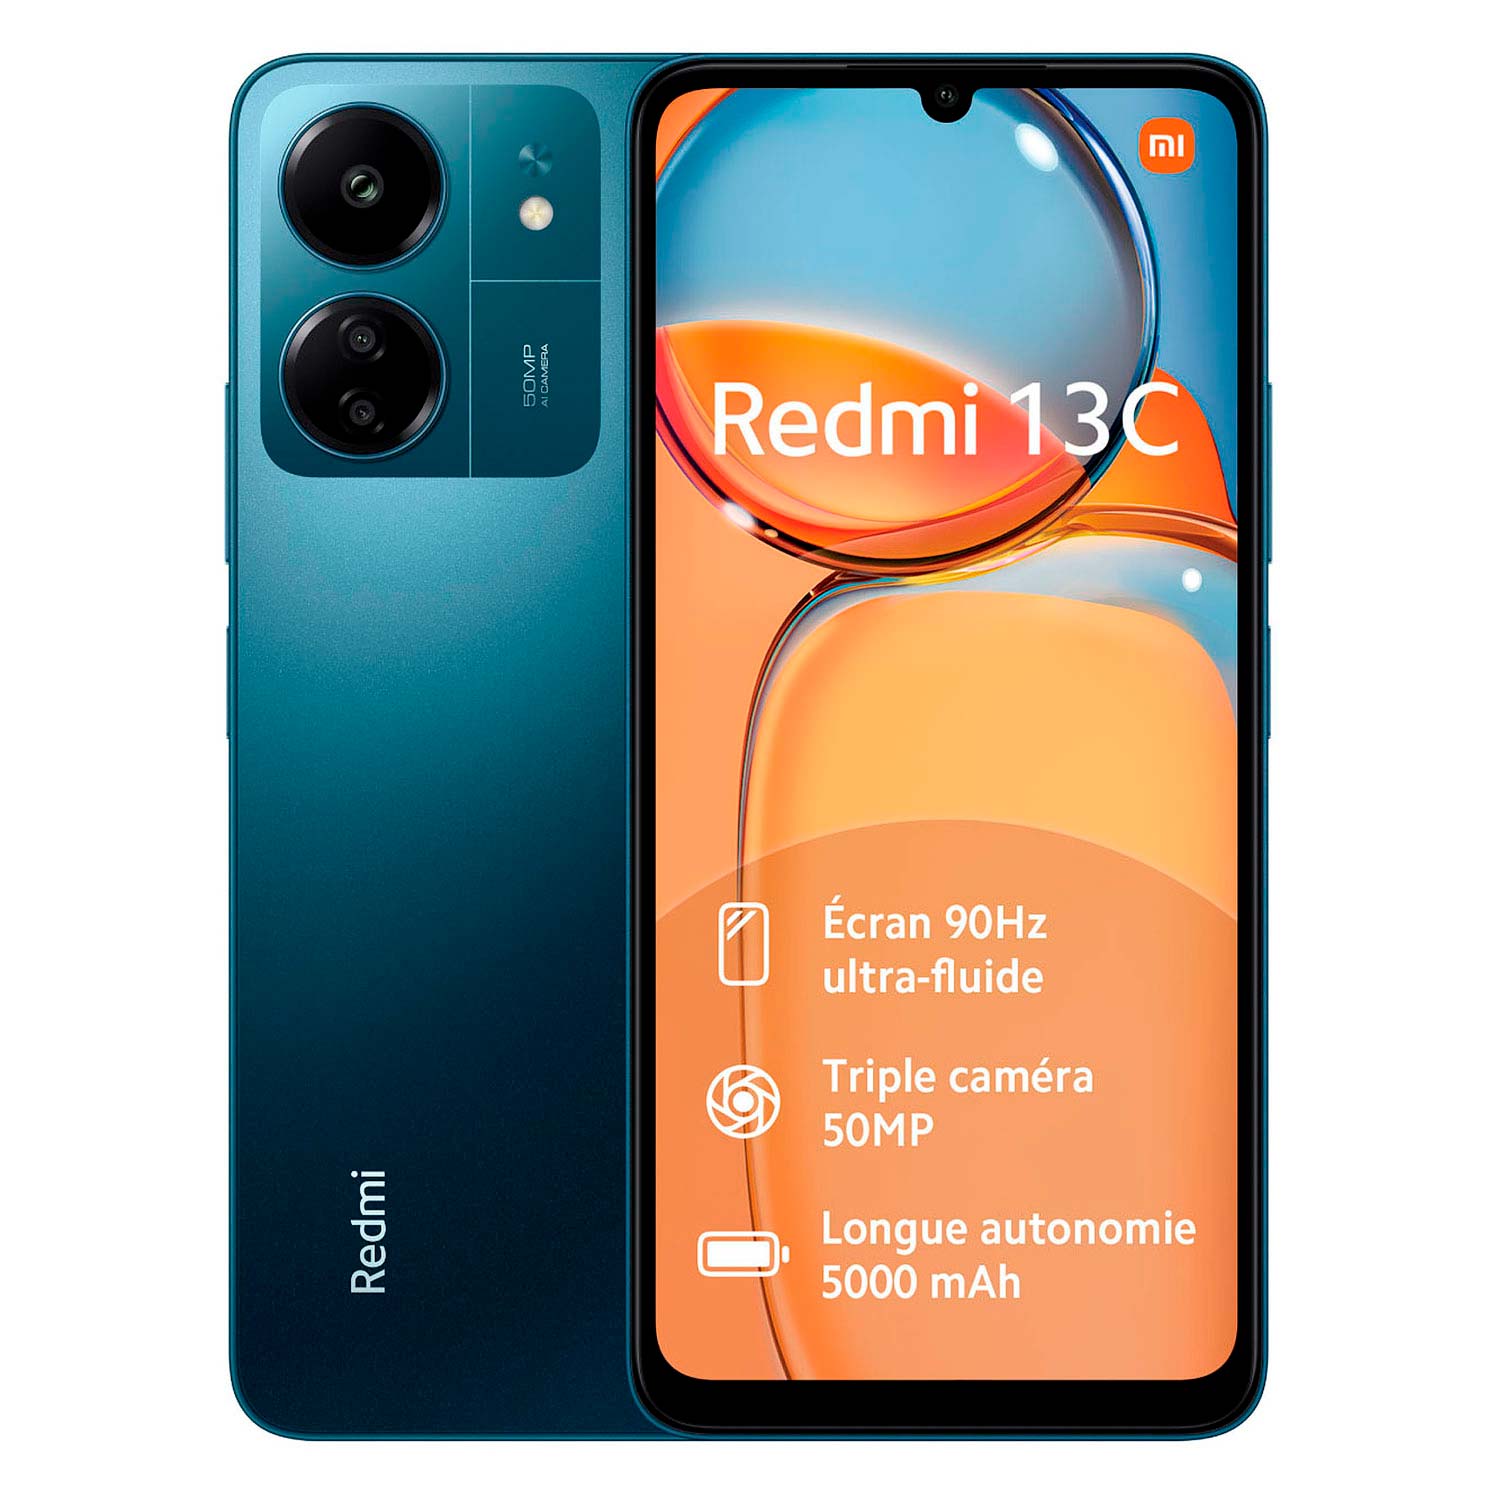 50MP
AI CAMERA
Redmi
mi
Redmi 13C
Écran 90Hz
ultra-fluide
Triple caméra
50MP
Longue autonomie
5000 mAh